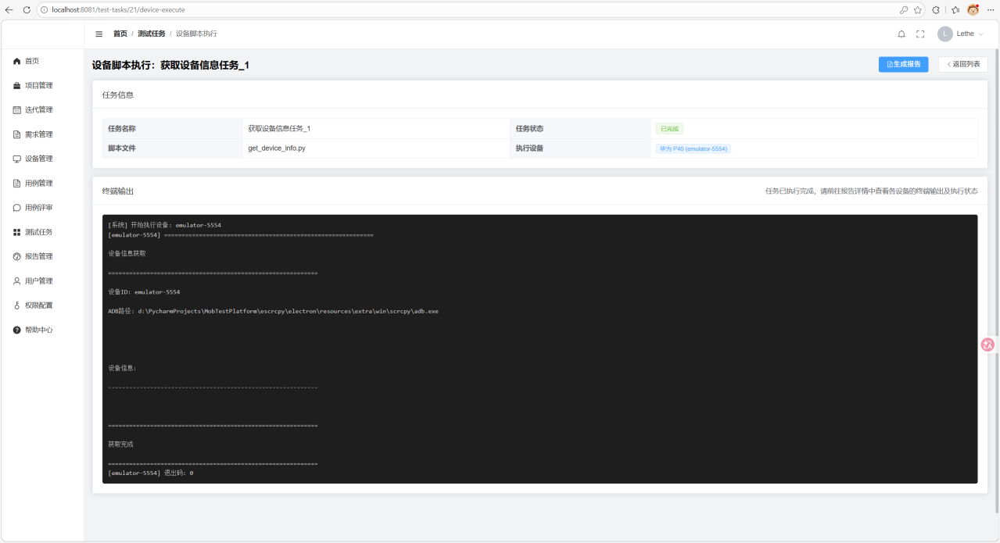 localhost:8081/test-tasks/21/device-execute
首页 / 测试任务 / 设备脚本执行
L Lethe
首页
项目管理
迭代管理
需求管理
设备管理
用例管理
用例评审
测试任务
报告管理
用户管理
权限配置
帮助中心
设备脚本执行：获取设备信息任务_1
生成报告
返回列表
任务信息
任务名称 获取设备信息任务_1 任务状态 已完成
脚本文件 get_device_info.py 执行设备 华为 P40 (emulator-5554)
终端输出 任务已执行完成，请前往报告详情中查看各设备的终端输出及执行状态
[系统] 开始执行设备: emulator-5554
[emulator-5554] ============================================================
设备信息获取
============================================================
设备ID: emulator-5554
ADB路径: d:\PycharmProjects\MobTestPlatform\escrcpy\electron\resources\extra\win\scrcpy\adb.exe
设备信息:
------------------------------------------------------------
============================================================
获取完成
============================================================
[emulator-5554] 退出码: 0